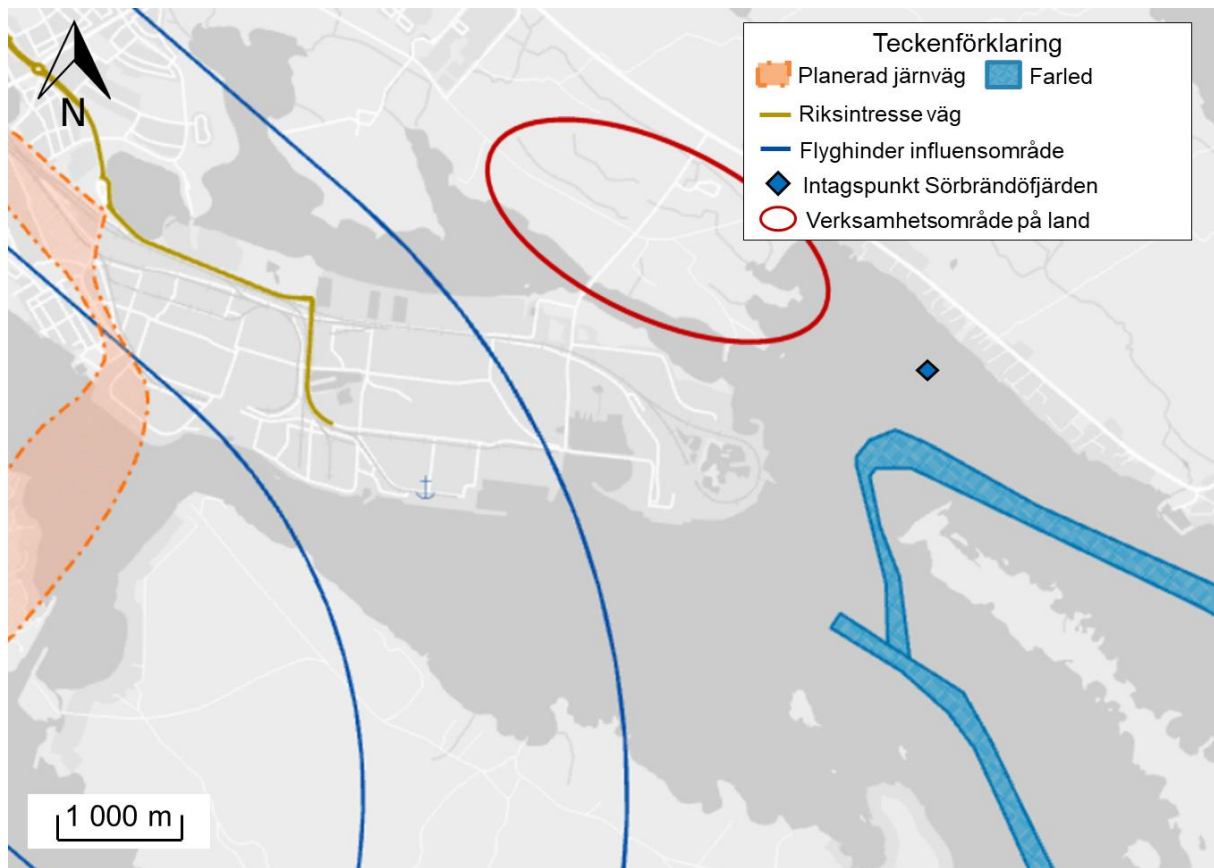 Teckenförklaring
Planerad järnväg Farled
Riksintresse väg
Flyghinder influensområde
Intagspunkt Sörbrändöfjärden
Verksamhetsområde på land
N
1 000 m